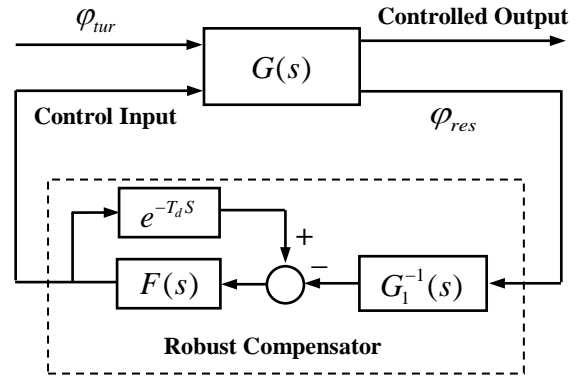 Controlled Output
φ_tur
G(s)
Control Input
φ_res
e^{-T_d S}
+
−
F(s)
G_1^{-1}(s)
Robust Compensator